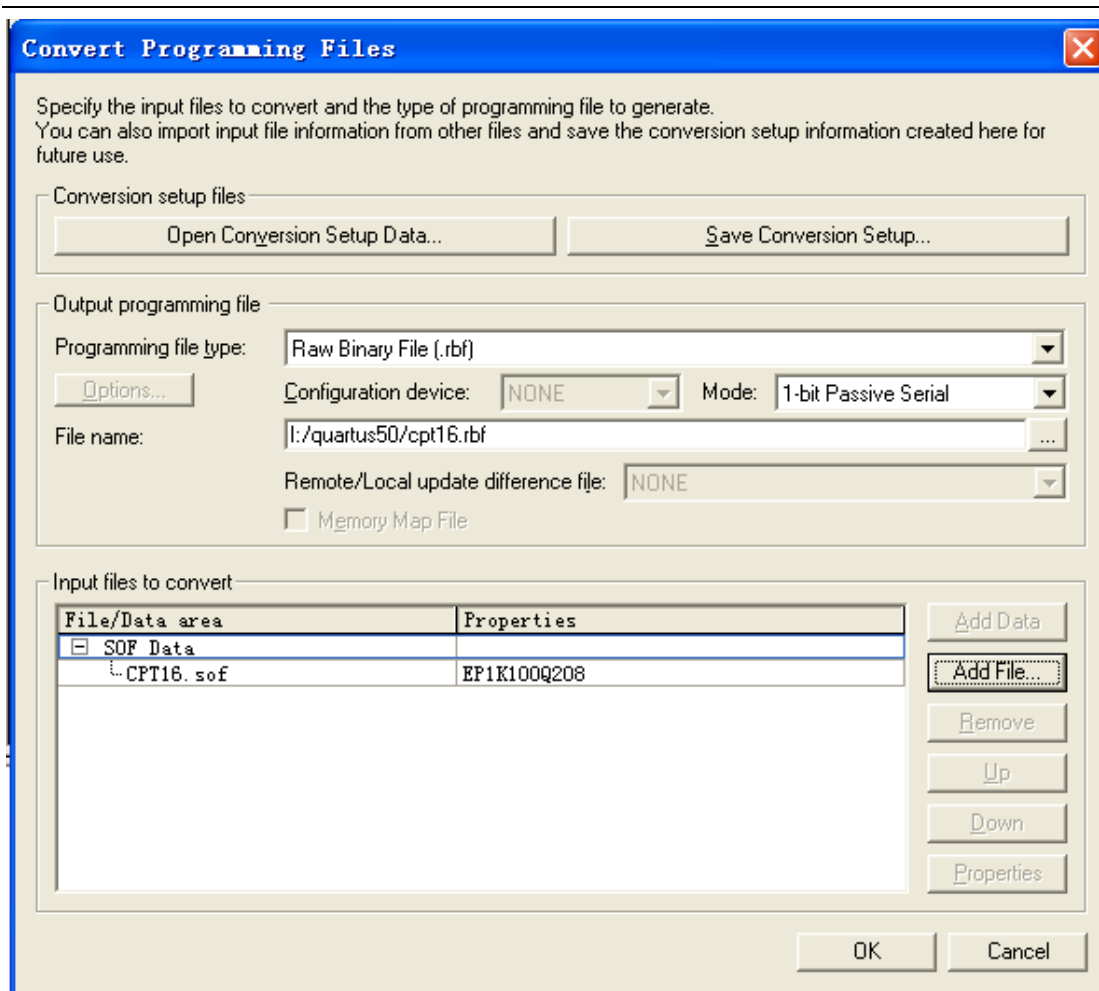 Convert Programming Files
Specify the input files to convert and the type of programming file to generate.
You can also import input file information from other files and save the conversion setup information created here for
future use.
Conversion setup files
Open Conversion Setup Data...
Save Conversion Setup...
Output programming file
Programming file type:
Raw Binary File (.rbf)
Options...
Configuration device:
NONE
Mode:
1-bit Passive Serial
File name:
I:/quartus50/cpt16.rbf
...
Remote/Local update difference file:
NONE
Memory Map File
Input files to convert
File/Data area
Properties
Add Data
SOF Data
CPT16.sof
EP1K100Q208
Add File...
Remove
Up
Down
Properties
OK
Cancel